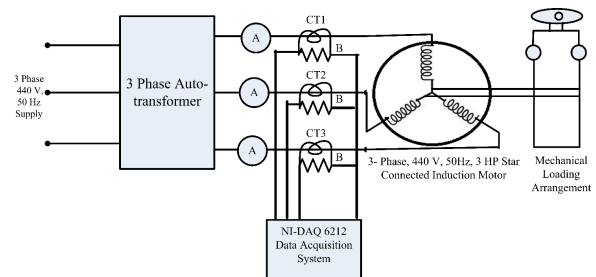 3 Phase
440 V,
50 Hz
Supply
3 Phase Auto-
transformer
A
A
A
CT1
B
CT2
B
CT3
B
NI-DAQ 6212
Data Acquisition
System
3- Phase, 440 V, 50Hz, 3 HP Star
Connected Induction Motor
Mechanical
Loading
Arrangement